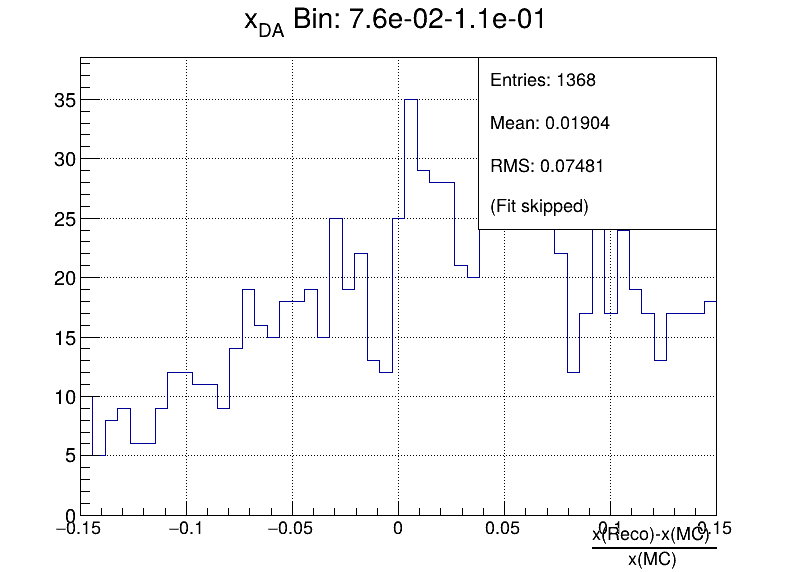 xDA Bin: 7.6e-02-1.1e-01
Entries: 1368
Mean: 0.01904
RMS: 0.07481
(Fit skipped)
35
30
25
20
15
10
5
0
−0.15 −0.1 −0.05 0 0.05 0.1 0.15
x(Reco)-x(MC)
x(MC)